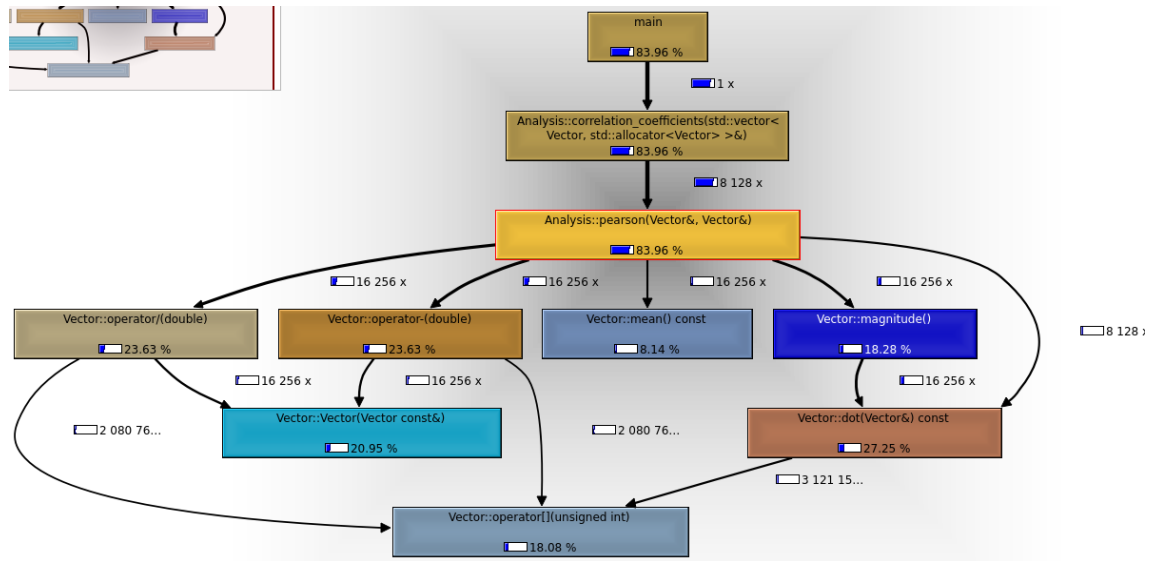 main
83.96 %
1 x
Analysis::correlation_coefficients(std::vector<
Vector, std::allocator<Vector> >&)
83.96 %
8 128 x
Analysis::pearson(Vector&, Vector&)
83.96 %
16 256 x
16 256 x
16 256 x
16 256 x
8 128
Vector::operator/(double)
23.63 %
Vector::operator-(double)
23.63 %
Vector::mean() const
8.14 %
Vector::magnitude()
18.28 %
16 256 x
16 256 x
16 256 x
Vector::Vector(Vector const&)
20.95 %
2 080 76...
2 080 76...
Vector::dot(Vector&) const
27.25 %
3 121 15...
Vector::operator[](unsigned int)
18.08 %